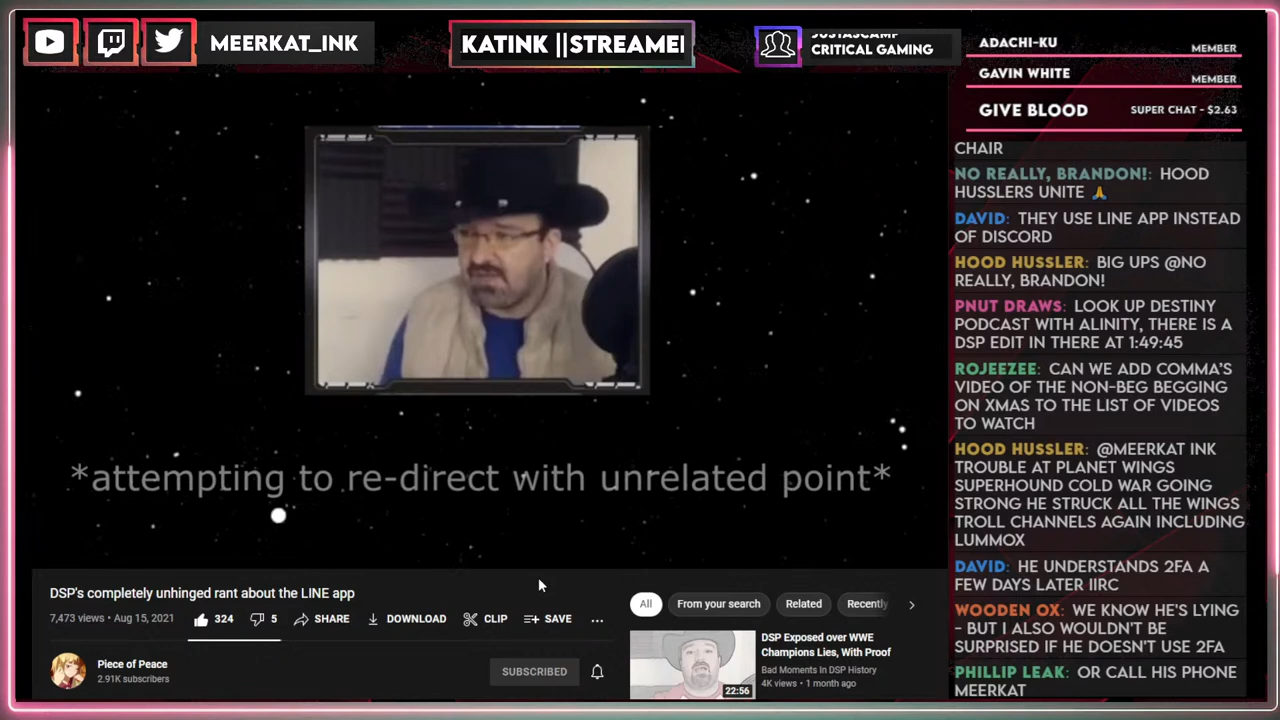 MEERKAT_INK
KATINK ||STREAME
CRITICAL GAMING
ADACHI-KU
MEMBER
GAVIN WHITE
MEMBER
GIVE BLOOD
SUPER CHAT - $2.63
CHAIR
NO REALLY, BRANDON!: HOOD
HUSSLERS UNITE 🙏
DAVID: THEY USE LINE APP INSTEAD
OF DISCORD
HOOD HUSSLER: BIG UPS @NO
REALLY, BRANDON!
PNUT DRAWS: LOOK UP DESTINY
PODCAST WITH ALINITY, THERE IS A
DSP EDIT IN THERE AT 1:49:45
ROJEEZEE: CAN WE ADD COMMA'S
VIDEO OF THE NON-BEG BEGGING
ON XMAS TO THE LIST OF VIDEOS
TO WATCH
HOOD HUSSLER: @MEERKAT INK
TROUBLE AT PLANET WINGS
SUPERHOUND COLD WAR GOING
STRONG HE STRUCK ALL THE WINGS
TROLL CHANNELS AGAIN INCLUDING
LUMMOX
DAVID: HE UNDERSTANDS 2FA A
FEW DAYS LATER IIRC
WOODEN OX: WE KNOW HE'S LYING
- BUT I ALSO WOULDN'T BE
SURPRISED IF HE DOESN'T USE 2FA
PHILLIP LEAK: OR CALL HIS PHONE
MEERKAT
*attempting to re-direct with unrelated point*
DSP's completely unhinged rant about the LINE app
7,473 views • Aug 15, 2021
324
5
SHARE
DOWNLOAD
CLIP
SAVE
Piece of Peace
2.91K subscribers
SUBSCRIBED
All
From your search
Related
Recently
DSP Exposed over WWE
Champions Lies, With Proof
Bad Moments In DSP History
4K views • 1 month ago
22:56